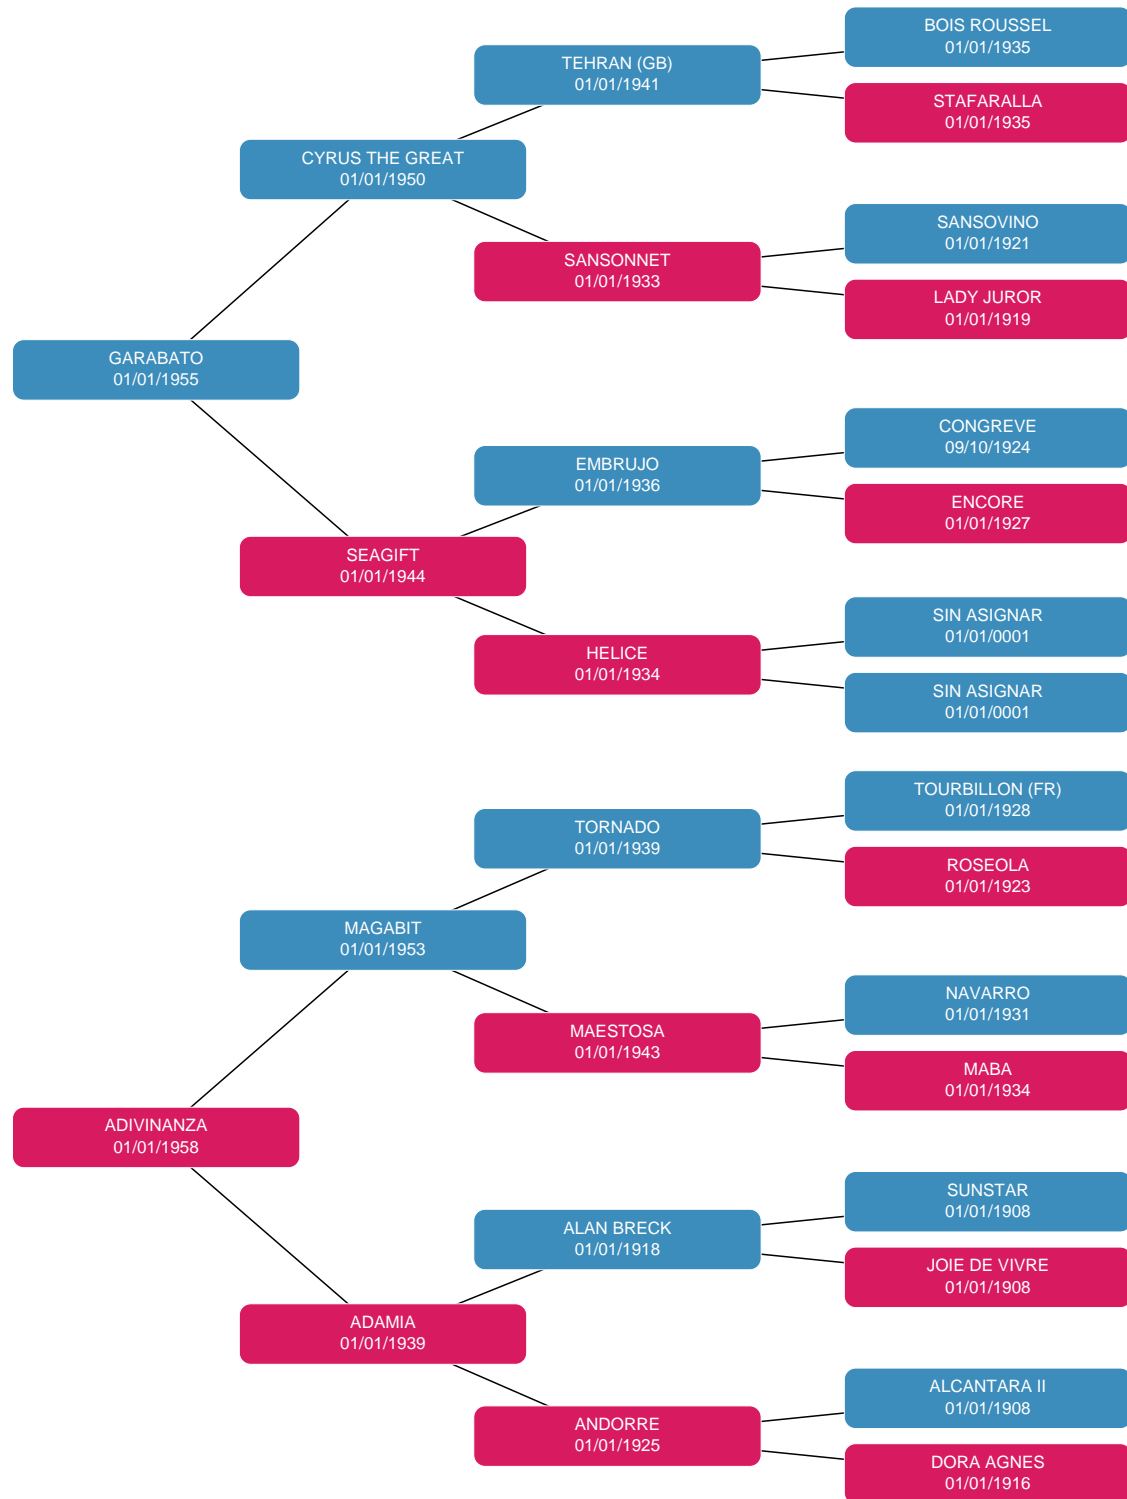 BOIS ROUSSEL
01/01/1935
TEHRAN (GB)
01/01/1941
STAFARALLA
01/01/1935
CYRUS THE GREAT
01/01/1950
SANSOVINO
01/01/1921
SANSONNET
01/01/1933
LADY JUROR
01/01/1919
GARABATO
01/01/1955
CONGREVE
09/10/1924
EMBRUJO
01/01/1936
ENCORE
01/01/1927
SEAGIFT
01/01/1944
SIN ASIGNAR
01/01/0001
HELICE
01/01/1934
SIN ASIGNAR
01/01/0001
TOURBILLON (FR)
01/01/1928
TORNADO
01/01/1939
ROSEOLA
01/01/1923
MAGABIT
01/01/1953
NAVARRO
01/01/1931
MAESTOSA
01/01/1943
MABA
01/01/1934
ADIVINANZA
01/01/1958
SUNSTAR
01/01/1908
ALAN BRECK
01/01/1918
JOIE DE VIVRE
01/01/1908
ADAMIA
01/01/1939
ALCANTARA II
01/01/1908
ANDORRE
01/01/1925
DORA AGNES
01/01/1916